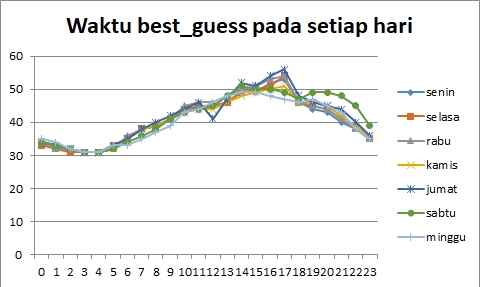 Waktu best_guess pada setiap hari
60
50
40
30
20
10
0
0 1 2 3 4 5 6 7 8 9 10 11 12 13 14 15 16 17 18 19 20 21 22 23
senin
selasa
rabu
kamis
jumat
sabtu
minggu